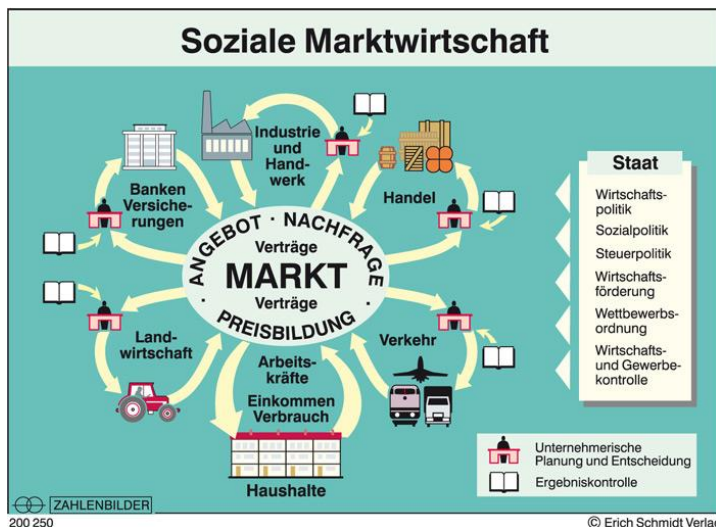 Soziale Marktwirtschaft
Industrie
und
Hand-
werk
Banken
Versiche-
rungen
Handel
ANGEBOT · NACHFRAGE ·
Verträge
MARKT
Verträge
PREISBILDUNG ·
Land-
wirtschaft
Verkehr
Arbeits-
kräfte
Einkommen
Verbrauch
Haushalte
Staat
Wirtschafts-
politik
Sozialpolitik
Steuerpolitik
Wirtschafts-
förderung
Wettbewerbs-
ordnung
Wirtschafts-
und Gewerbe-
kontrolle
Unternehmerische
Planung und Entscheidung
Ergebniskontrolle
ZAHLENBILDER
200 250
© Erich Schmidt Verlag